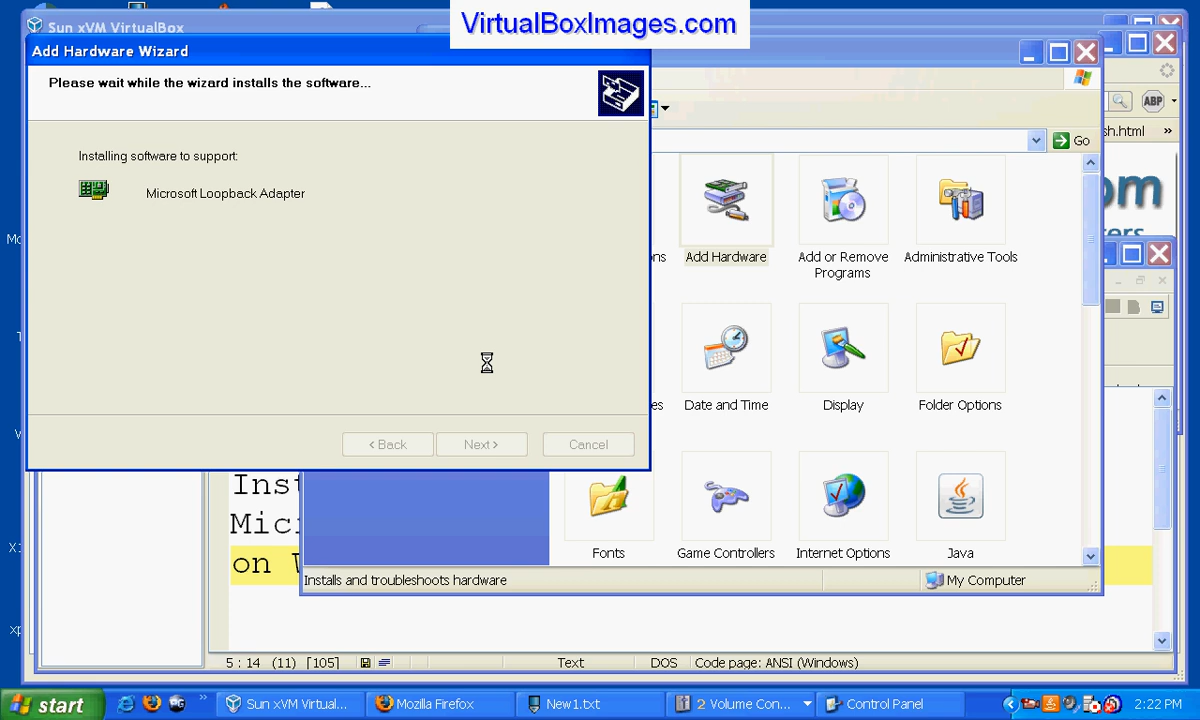 VirtualBoxImages.com
Sun xVM VirtualBox
Add Hardware Wizard
Please wait while the wizard installs the software...
Installing software to support:
Microsoft Loopback Adapter
< Back
Next >
Cancel
Go
ABP
sh.html
»
om
ers
Add Hardware
Add or Remove
Programs
Administrative Tools
Date and Time
Display
Folder Options
Fonts
Game Controllers
Internet Options
Java
Installs and troubleshoots hardware
My Computer
Inst
Mic
on
5 : 14 (11) [105]
Text
DOS
Code page: ANSI (Windows)
start
»
Sun xVM Virtual...
Mozilla Firefox
New1.txt
2 Volume Con...
Control Panel
2:22 PM